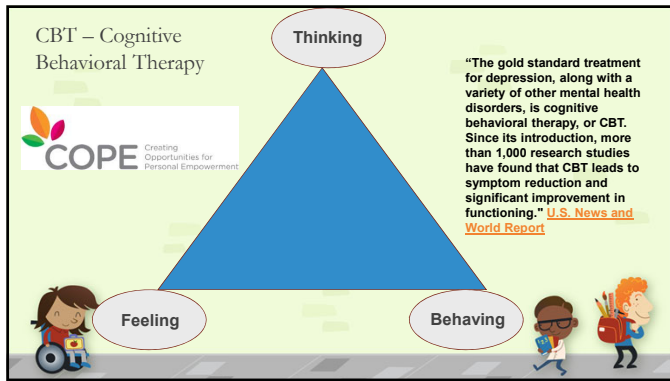 CBT – Cognitive
Behavioral Therapy
Thinking
“The gold standard treatment
for depression, along with a
variety of other mental health
disorders, is cognitive
behavioral therapy, or CBT.
Since its introduction, more
than 1,000 research studies
have found that CBT leads to
symptom reduction and
significant improvement in
functioning." U.S. News and
World Report
COPE
Creating
Opportunities for
Personal Empowerment
Feeling
Behaving